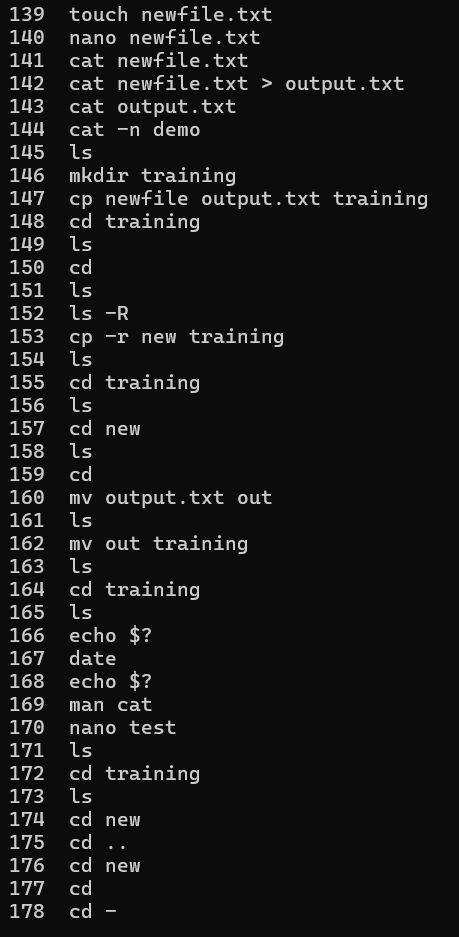 139  touch newfile.txt
140  nano newfile.txt
141  cat newfile.txt
142  cat newfile.txt > output.txt
143  cat output.txt
144  cat -n demo
145  ls
146  mkdir training
147  cp newfile output.txt training
148  cd training
149  ls
150  cd
151  ls
152  ls -R
153  cp -r new training
154  ls
155  cd training
156  ls
157  cd new
158  ls
159  cd
160  mv output.txt out
161  ls
162  mv out training
163  ls
164  cd training
165  ls
166  echo $?
167  date
168  echo $?
169  man cat
170  nano test
171  ls
172  cd training
173  ls
174  cd new
175  cd ..
176  cd new
177  cd
178  cd -